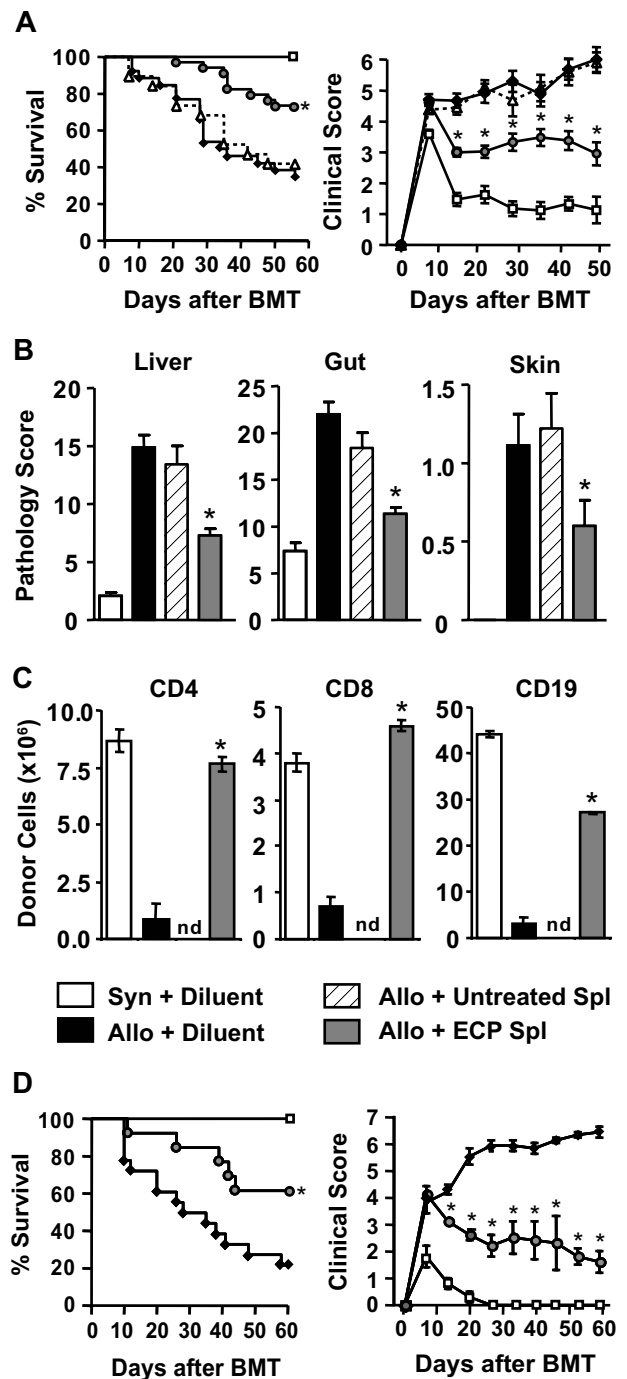 A
% Survival
100
80
60
40
20
0
0 10 20 30 40 50 60
Days after BMT
*
Clinical Score
6
5
4
3
2
1
0
0 10 20 30 40 50
Days after BMT
* * * * * *
B
Liver
Gut
Skin
Pathology Score
20
15
10
5
0
*
25
20
15
10
5
0
*
1.5
1.0
0.5
0
*
C
CD4
CD8
CD19
Donor Cells (x10⁶)
10.0
7.5
5.0
2.5
0.0
nd
*
5
4
3
2
1
0
nd
*
50
40
30
20
10
0
nd
*
Syn + Diluent
Allo + Untreated Spl
Allo + Diluent
Allo + ECP Spl
D
% Survival
100
80
60
40
20
0
0 10 20 30 40 50 60
Days after BMT
*
Clinical Score
7
6
5
4
3
2
1
0
0 10 20 30 40 50 60
Days after BMT
* * * * * * * *